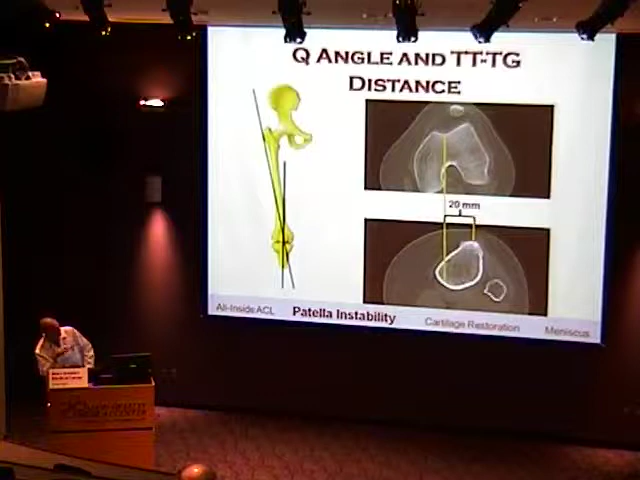 Q ANGLE AND TT-TG
DISTANCE
20 mm
All-Inside ACL Patella Instability Cartilage Restoration Meniscus